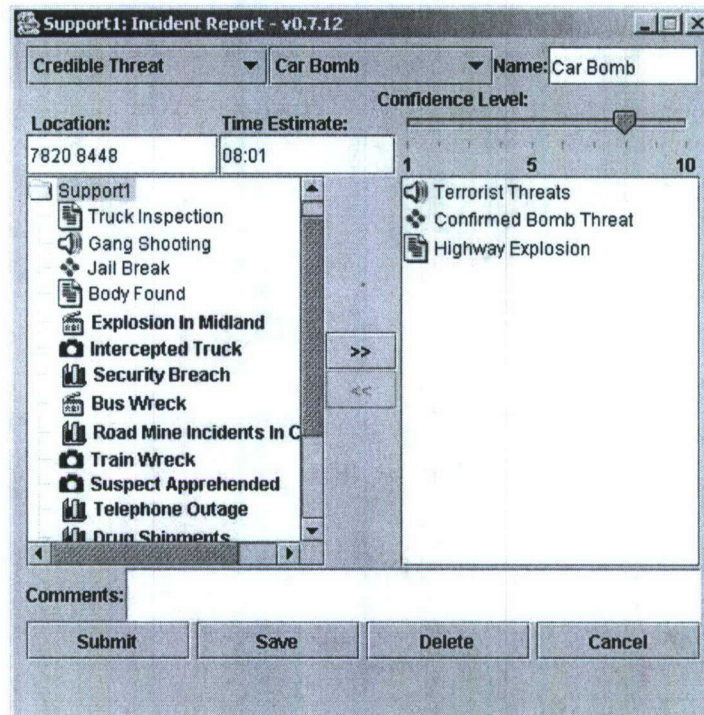 Support1: Incident Report - v0.7.12
Credible Threat Car Bomb Name: Car Bomb
Confidence Level:
Location: Time Estimate:
7820 8448 08:01
1 5 10
Support1
Truck Inspection
Gang Shooting
Jail Break
Body Found
Explosion In Midland
Intercepted Truck
Security Breach
Bus Wreck
Road Mine Incidents In C
Train Wreck
Suspect Apprehended
Telephone Outage
Drug Shipments
>>
<<
Terrorist Threats
Confirmed Bomb Threat
Highway Explosion
Comments:
Submit Save Delete Cancel